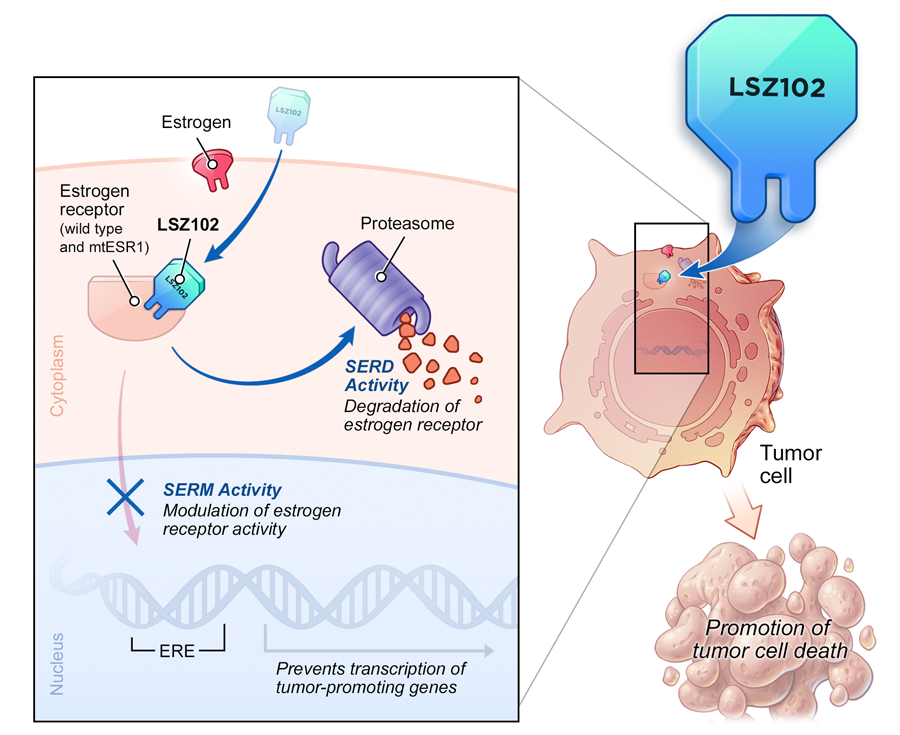 LSZ102
LSZ102
Estrogen
Estrogen
receptor
(wild type
and mtESR1)
LSZ102
LSZ102
Proteasome
SERD
Activity
Degradation of
estrogen receptor
Cytoplasm
SERM Activity
Modulation of estrogen
receptor activity
ERE
Prevents transcription of
tumor-promoting genes
Nucleus
Tumor
cell
Promotion of
tumor cell death